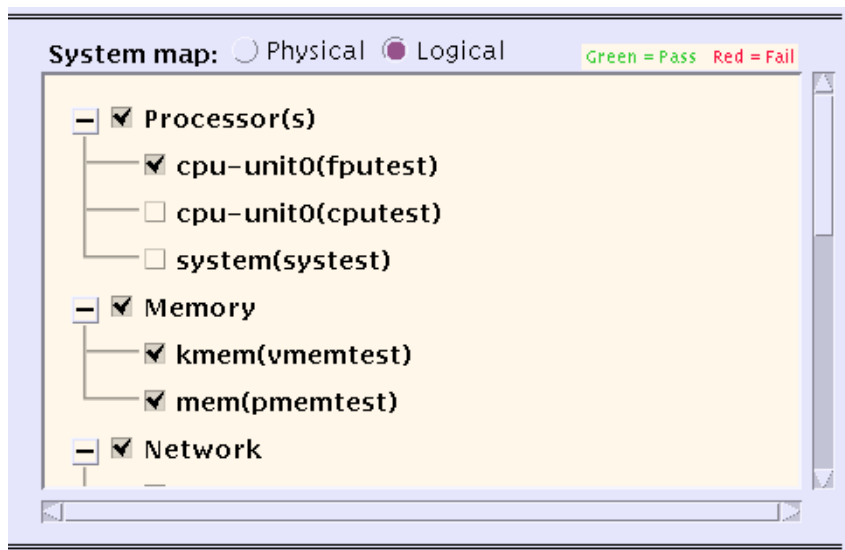 System map: Physical Logical Green = Pass Red = Fail
Processor(s)
cpu-unit0(fputest)
cpu-unit0(cputest)
system(systest)
Memory
kmem(vmemtest)
mem(pmemtest)
Network